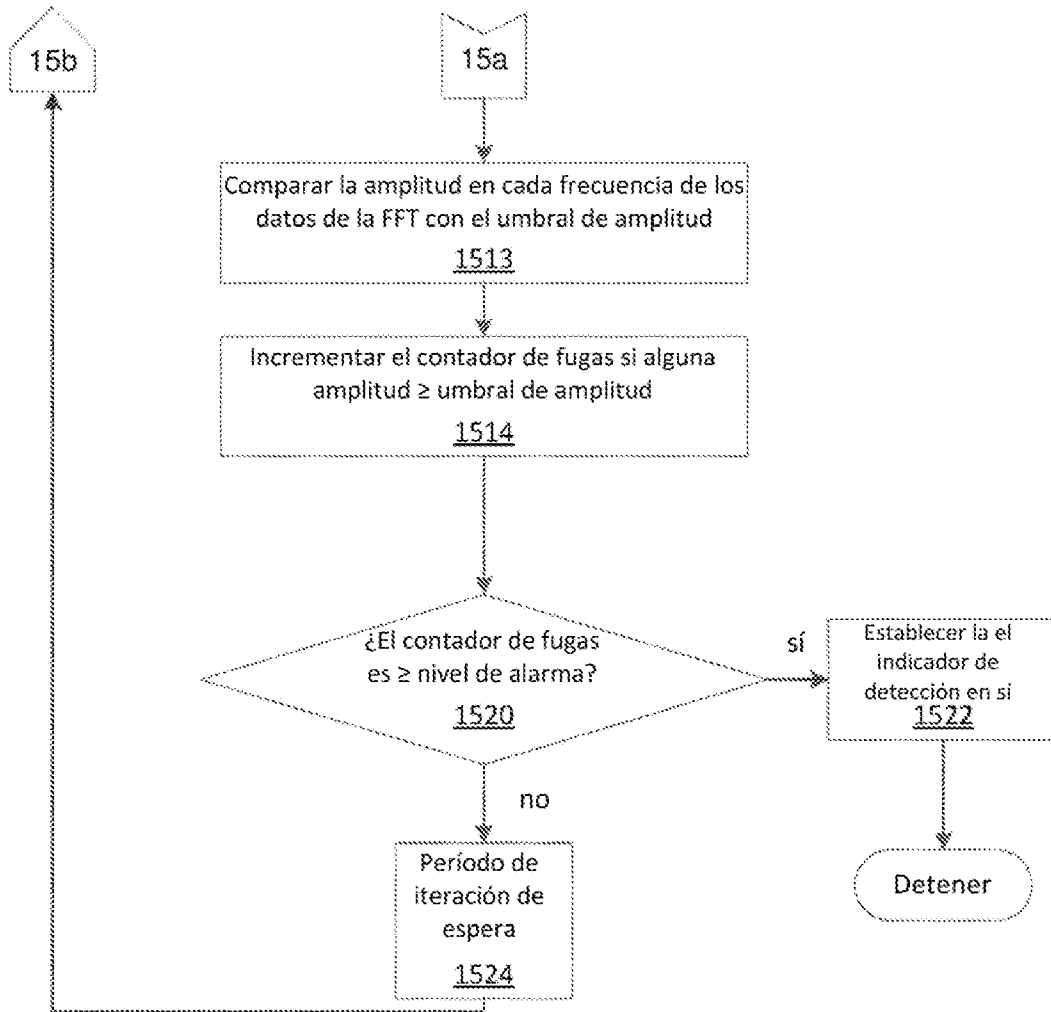 15b
15a
Comparar la amplitud en cada frecuencia de los
datos de la FFT con el umbral de amplitud
1513
Incrementar el contador de fugas si alguna
amplitud ≥ umbral de amplitud
1514
¿El contador de fugas
es ≥ nivel de alarma?
1520
sí
Establecer la el
indicador de
detección en si
1522
no
Período de
iteración de
espera
1524
Detener